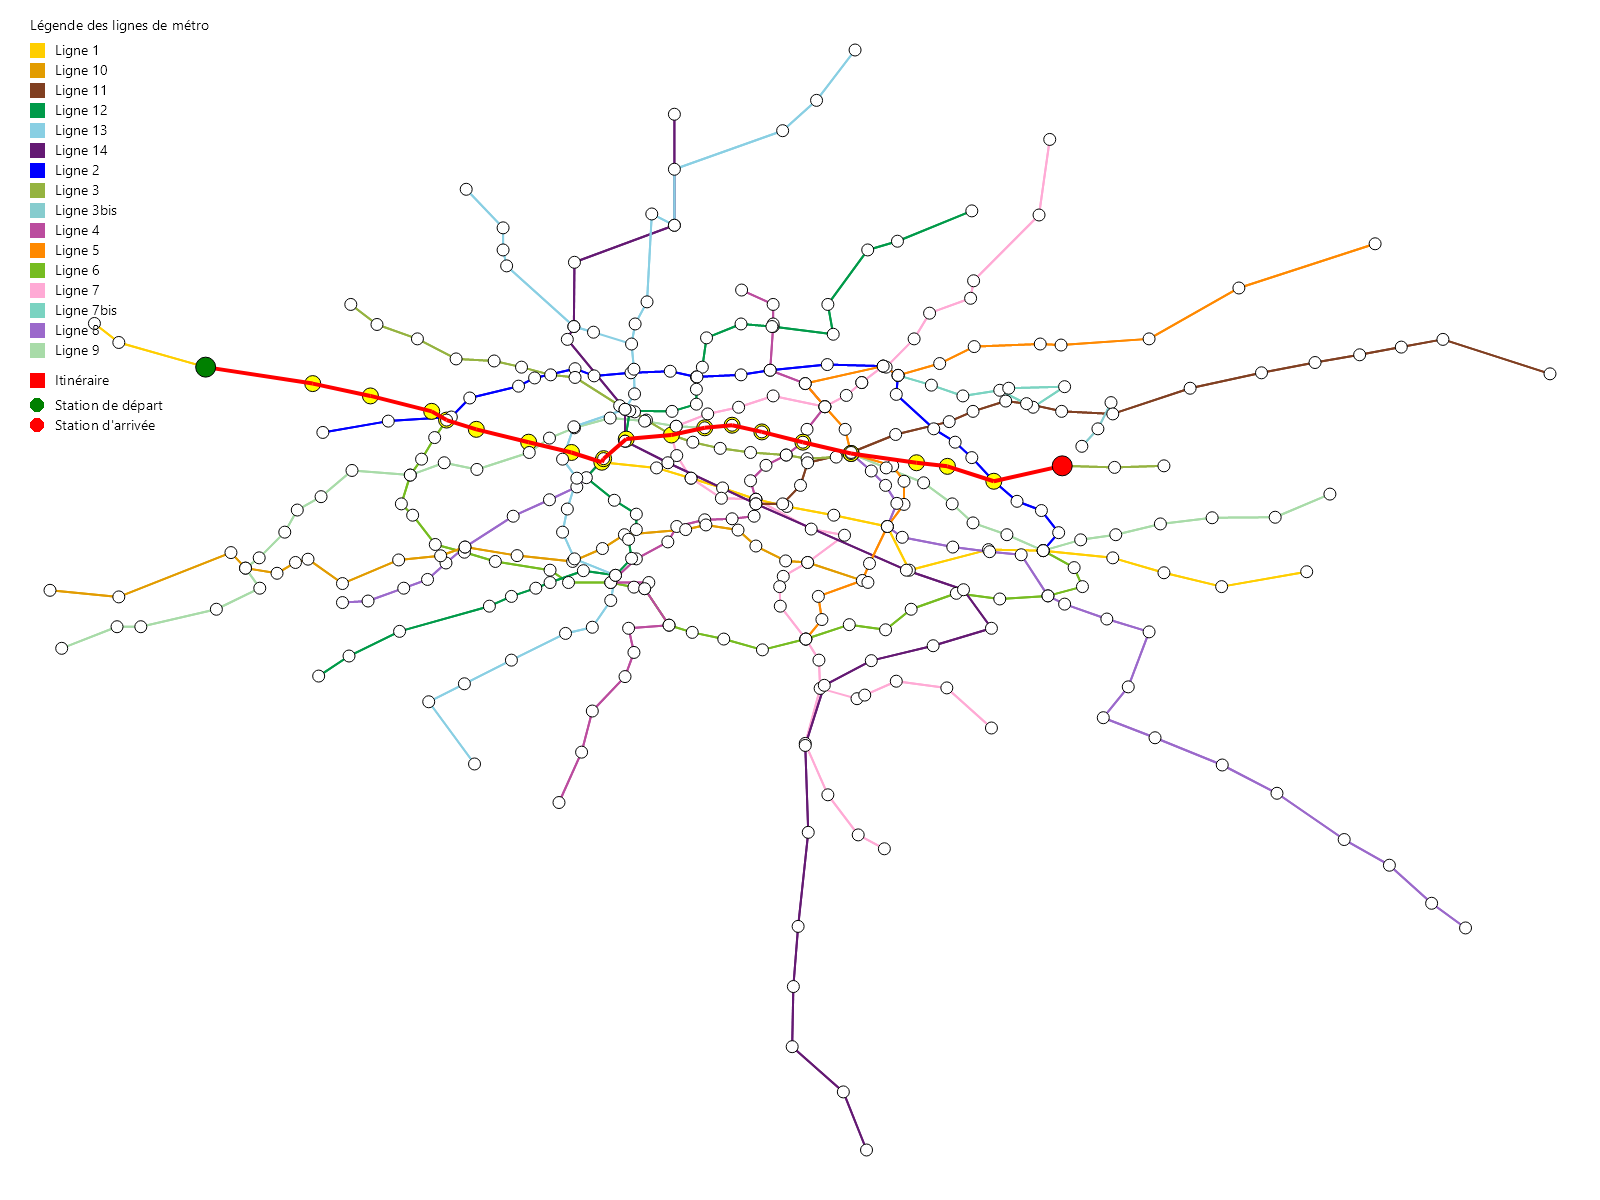 Légende des lignes de métro
Ligne 1
Ligne 10
Ligne 11
Ligne 12
Ligne 13
Ligne 14
Ligne 2
Ligne 3
Ligne 3bis
Ligne 4
Ligne 5
Ligne 6
Ligne 7
Ligne 7bis
Ligne 8
Ligne 9
Itinéraire
Station de départ
Station d'arrivée